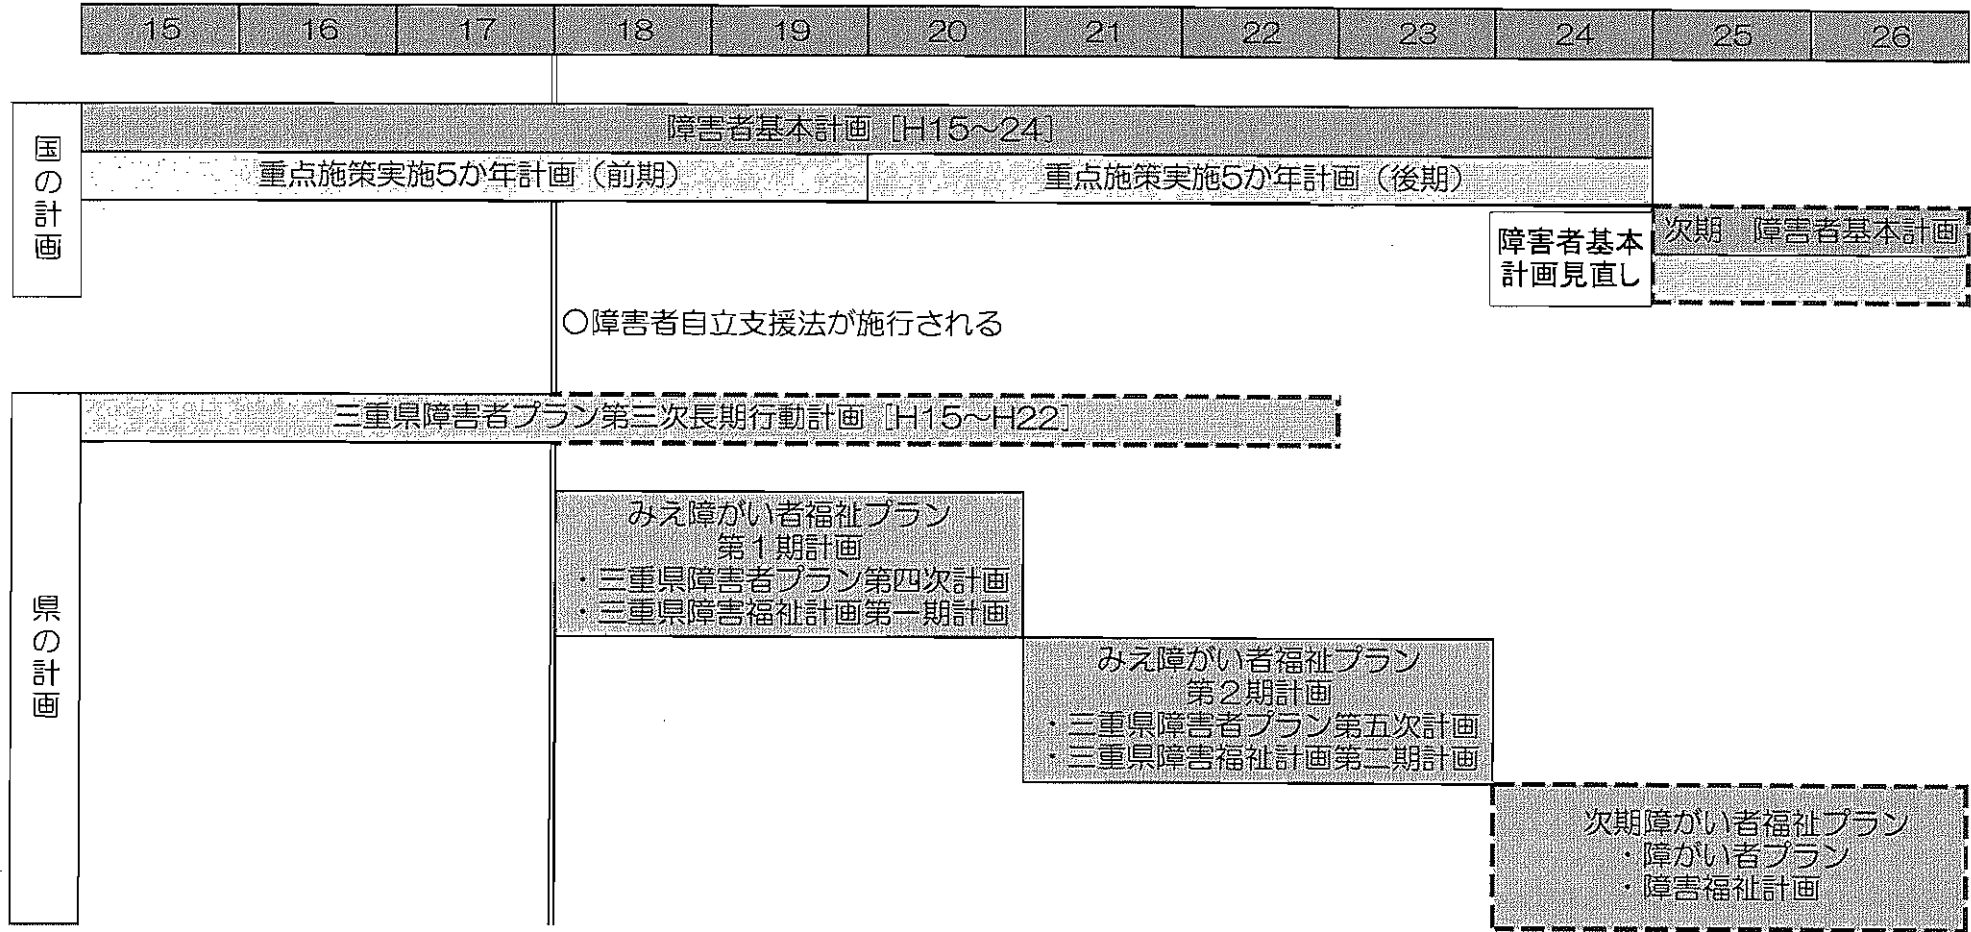 15 16 17 18 19 20 21 22 23 24 25 26
国の計画
障害者基本計画［H15～24］
重点施策実施5か年計画（前期）
重点施策実施5か年計画（後期）
障害者基本
計画見直し
次期　障害者基本計画
○障害者自立支援法が施行される
県の計画
三重県障害者プラン第三次長期行動計画［H15～H22］
みえ障がい者福祉プラン
第１期計画
・三重県障害者プラン第四次計画
・三重県障害福祉計画第一期計画
みえ障がい者福祉プラン
第２期計画
・三重県障害者プラン第五次計画
・三重県障害福祉計画第二期計画
次期障がい者福祉プラン
・障がい者プラン
・障害福祉計画